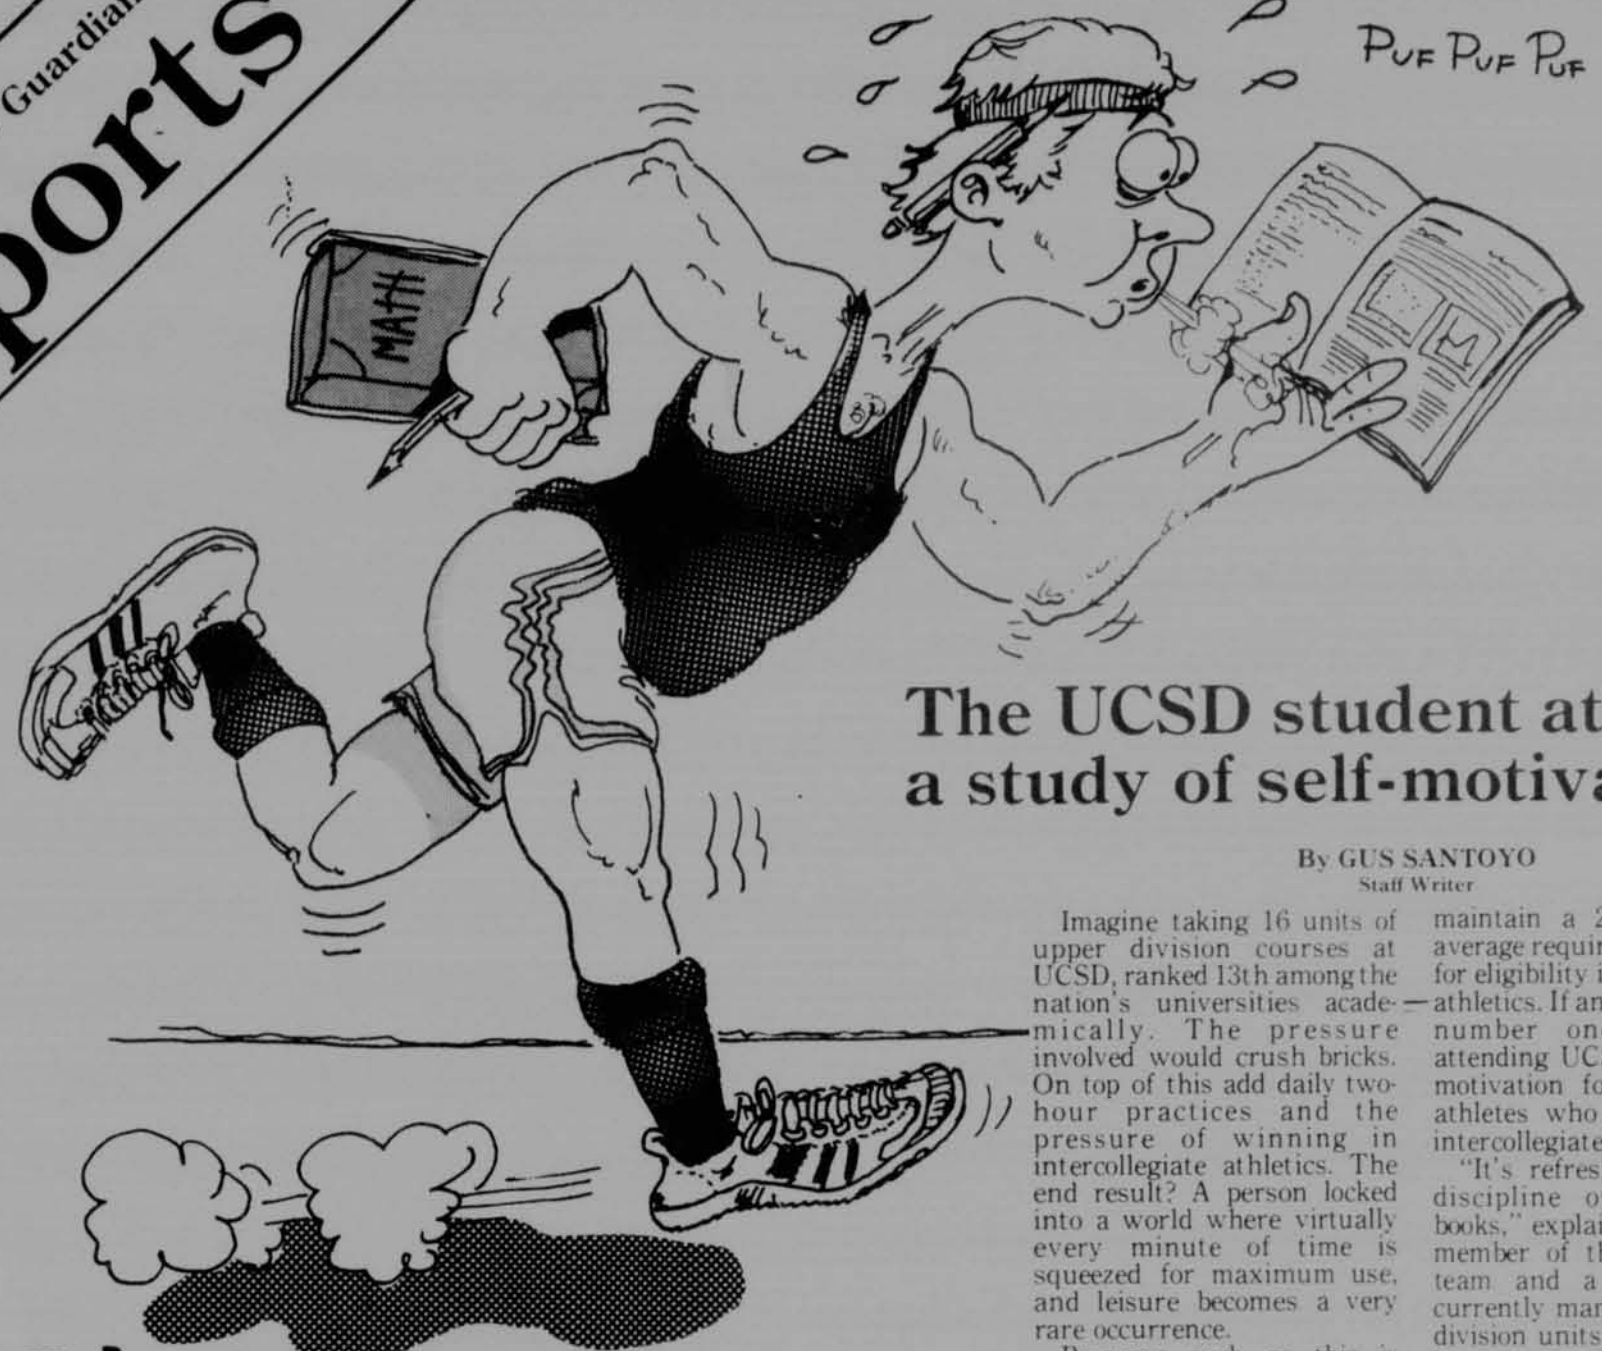 Guardian
ports
PUF PUF PUF
MATH
The UCSD student at
a study of self-motiva
By GUS SANTOYO
Staff Writer
Imagine taking 16 units of
upper division courses at
UCSD, ranked 13th among the
nation's universities acade-
mically. The pressure
involved would crush bricks.
On top of this add daily two-
hour practices and the
pressure of winning in
intercollegiate athletics. The
end result? A person locked
into a world where virtually
every minute of time is
squeezed for maximum use,
and leisure becomes a very
rare occurrence.
maintain a 2
average requir
for eligibility i
athletics. If an
number on
attending UC
motivation fo
athletes who
intercollegiate
"It's refres
discipline o
books," explai
member of th
team and a
currently mar
division units